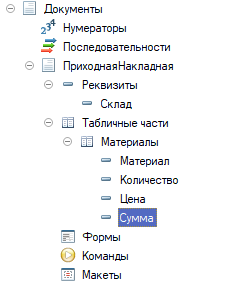 Документы
Нумераторы
Последовательности
ПриходнаяНакладная
Реквизиты
Склад
Табличные части
Материалы
Материал
Количество
Цена
Сумма
Формы
Команды
Макеты